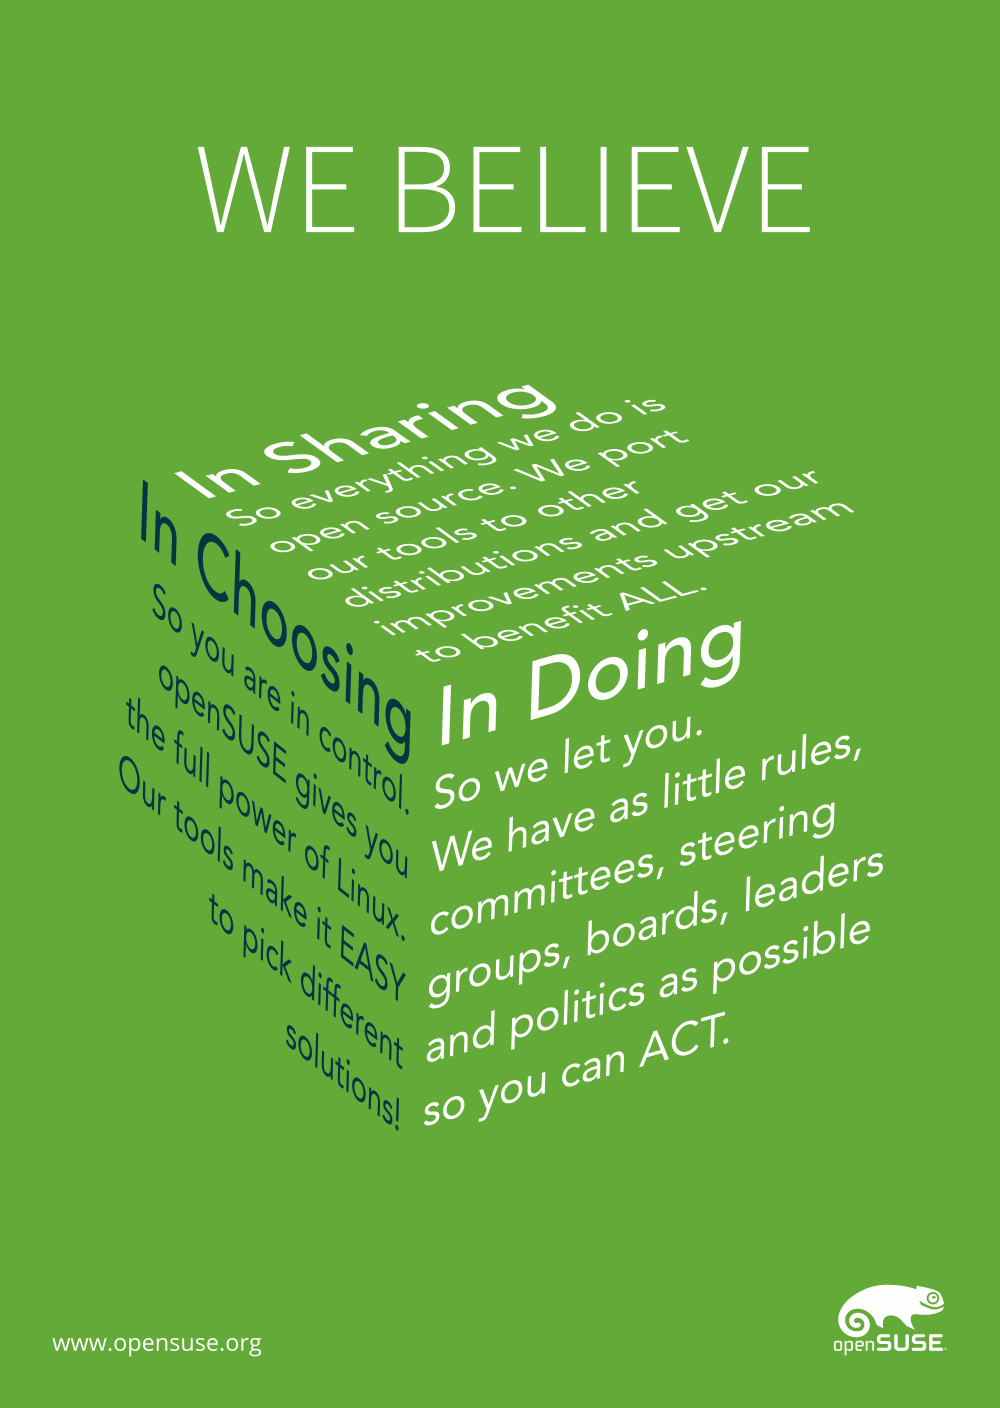 WE BELIEVE
In Sharing
So everything we do is
open source. We port
our tools to other
distributions and get our
improvements upstream
to benefit ALL.
In Choosing
So you are in control.
openSUSE gives you
the full power of Linux.
Our tools make it EASY
to pick different
solutions!
In Doing
So we let you.
We have as little rules,
committees, steering
groups, boards, leaders
and politics as possible
so you can ACT.
www.opensuse.org
openSUSE